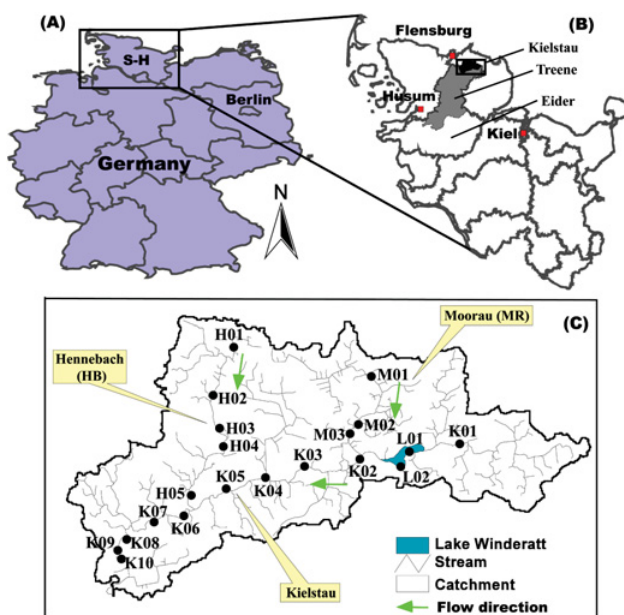 (A)
S-H
Berlin
Germany
N
(B)
Flensburg
Kielstau
Treene
Husum
Eider
Kiel
(C)
Moorau (MR)
H01
Hennebach
(HB)
M01
H02
H03
M02
M03
H04
L01
K01
K03
K02
L02
K05
K04
H05
K07
K06
K09
K08
K10
Kielstau
Lake Winderatt
Stream
Catchment
Flow direction